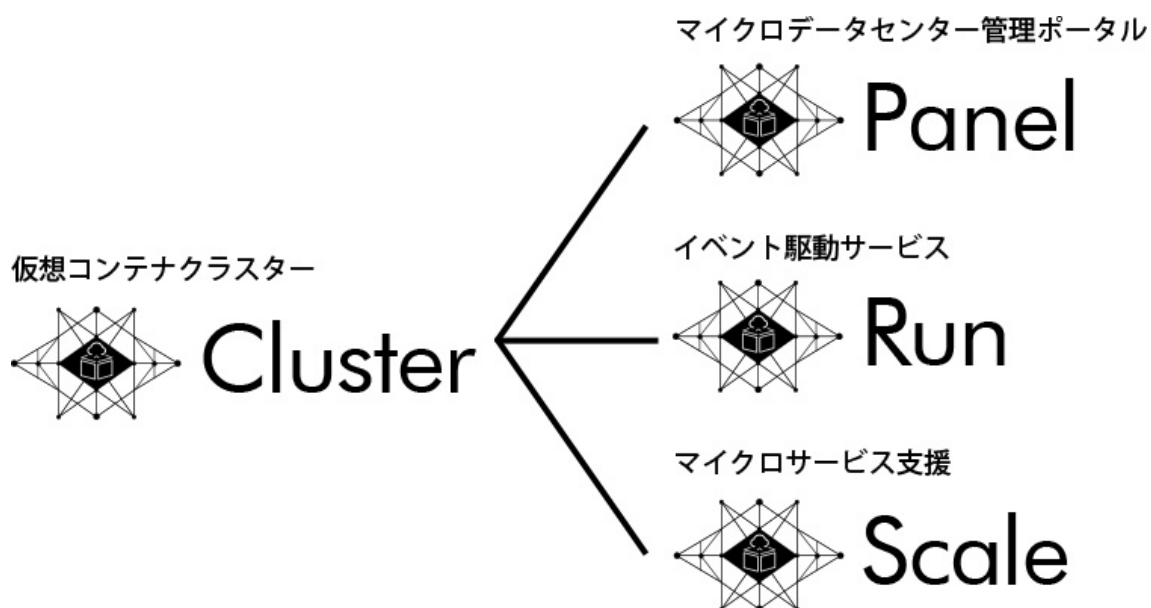 仮想コンテナクラスター
Cluster
マイクロデータセンター管理ポータル
Panel
イベント駆動サービス
Run
マイクロサービス支援
Scale